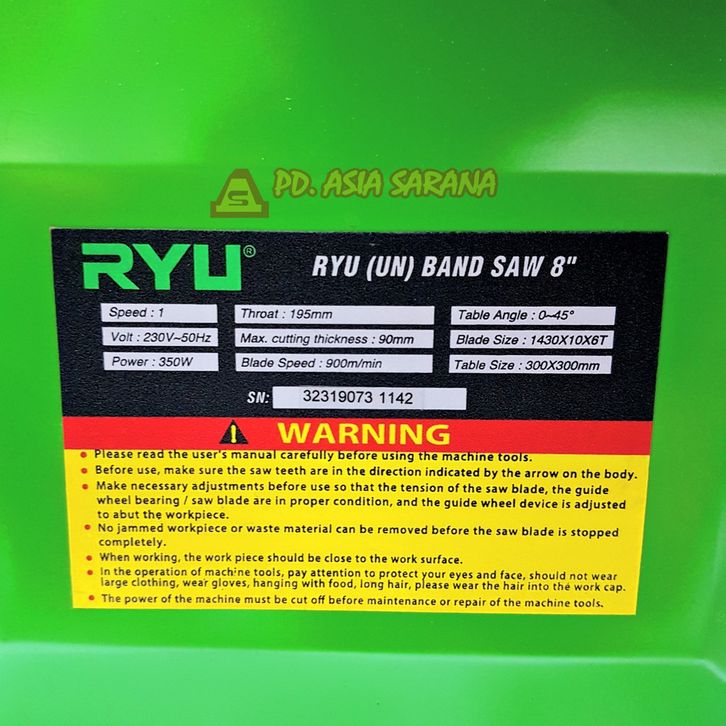 PD. ASIA SARANA
RYU® RYU (UN) BAND SAW 8"
Speed : 1 Throat : 195mm Table Angle : 0~45°
Volt : 230V~50Hz Max. cutting thickness : 90mm Blade Size : 1430X10X6T
Power : 350W Blade Speed : 900m/min Table Size : 300X300mm
SN: 32319073 1142
WARNING
• Please read the user's manual carefully before using the machine tools.
• Before use, make sure the saw teeth are in the direction indicated by the arrow on the body.
• Make necessary adjustments before use so that the tension of the saw blade, the guide
wheel bearing / saw blade are in proper condition, and the guide wheel device is adjusted
to abut the workpiece.
• No jammed workpiece or waste material can be removed before the saw blade is stopped
completely.
• When working, the work piece should be close to the work surface.
• In the operation of machine tools, pay attention to protect your eyes and face, should not wear
large clothing, wear gloves, hanging with food, long hair, please wear the hair into the work cap.
• The power of the machine must be cut off before maintenance or repair of the machine tools.